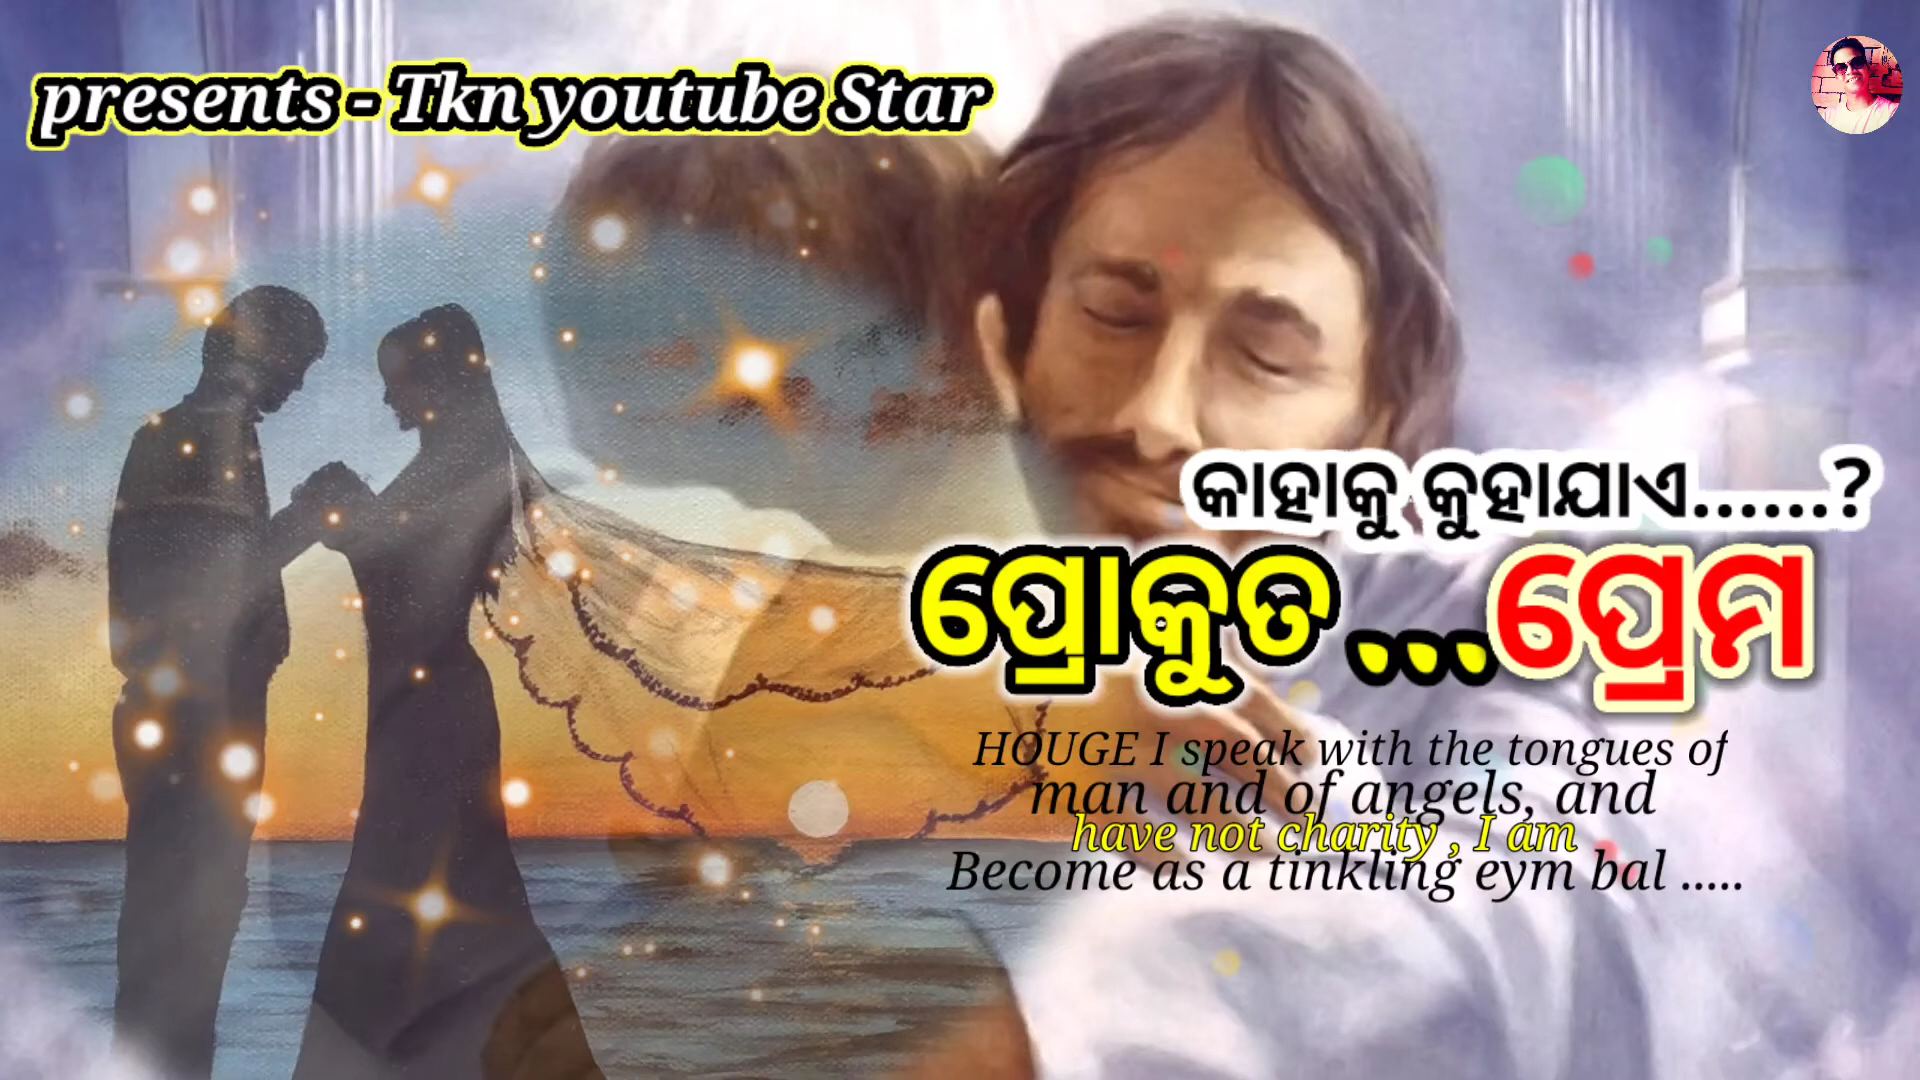 presents - Tkn youtube Star
କାହାକୁ କୁହାଯାଏ......?
ପ୍ରୋକୁତ...ପ୍ରେମ
HOUGE I speak with the tongues of
man and of angels, and
have not charity , I am
Become as a tinkling eym bal .....